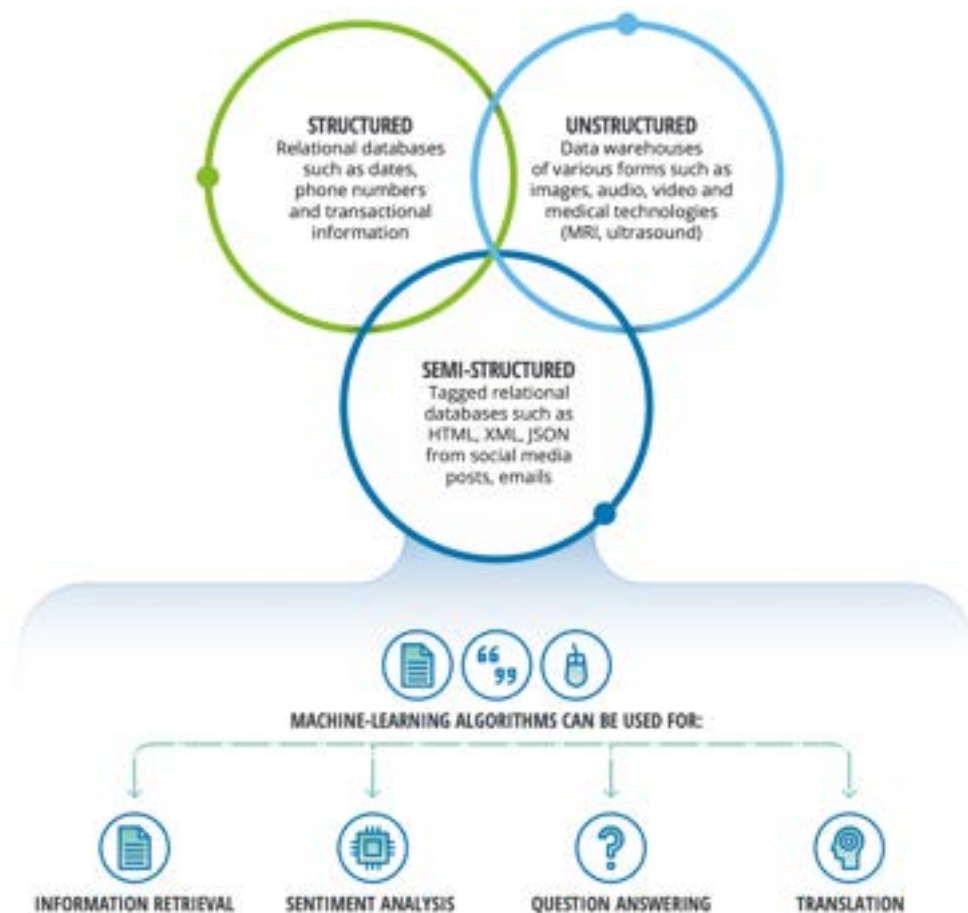 STRUCTURED
Relational databases
such as dates,
phone numbers
and transactional
information
UNSTRUCTURED
Data warehouses
of various forms such as
images, audio, video and
medical technologies
(MRI, ultrasound)
SEMI-STRUCTURED
Tagged relational
databases such as
HTML, XML, JSON
from social media
posts, emails
MACHINE-LEARNING ALGORITHMS CAN BE USED FOR:
INFORMATION RETRIEVAL
SENTIMENT ANALYSIS
QUESTION ANSWERING
TRANSLATION